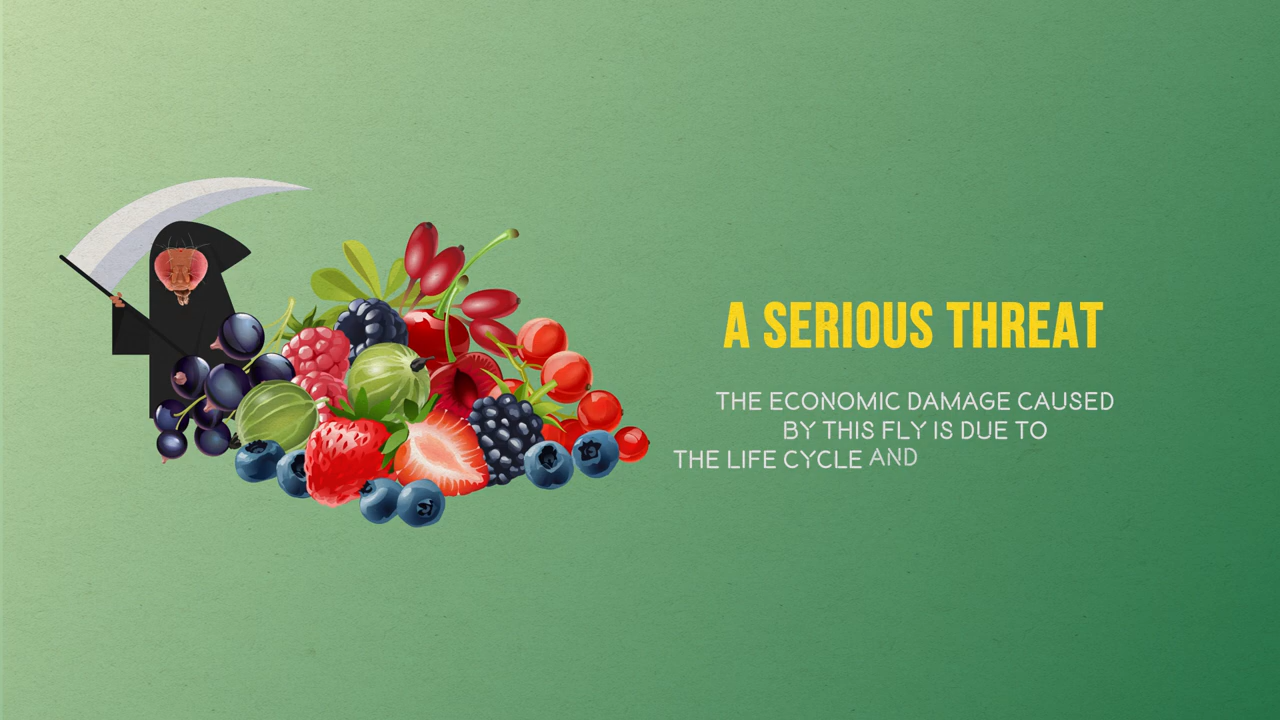 A SERIOUS THREAT
THE ECONOMIC DAMAGE CAUSED
BY THIS FLY IS DUE TO
THE LIFE CYCLE AND